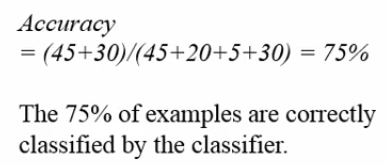 Accuracy
= (45+30)/(45+20+5+30) = 75%
The 75% of examples are correctly
classified by the classifier.